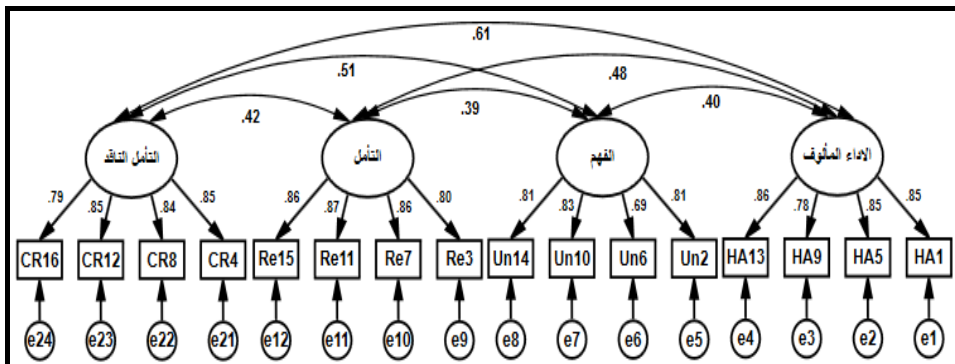 .61
.51 .48
.42 .39 .40
التأمل الناقد التأمل الفهم الاداء المألوف
.79 .85 .84 .85 .86 .87 .86 .80 .81 .83 .69 .81 .86 .78 .85 .85
CR16 CR12 CR8 CR4 Re15 Re11 Re7 Re3 Un14 Un10 Un6 Un2 HA13 HA9 HA5 HA1
e24 e23 e22 e21 e12 e11 e10 e9 e8 e7 e6 e5 e4 e3 e2 e1